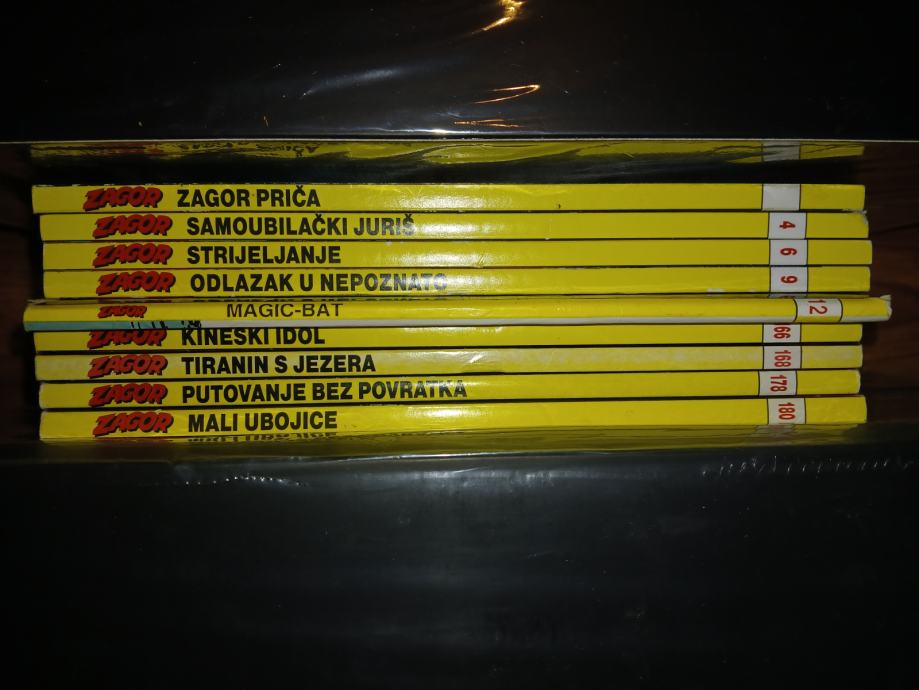 ZAGOR ZAGOR PRIČA
ZAGOR SAMOUBILAČKI JURIŠ 4
ZAGOR STRIJELJANJE 6
ZAGOR ODLAZAK U NEPOZNATO 9
ZAGOR MAGIC-BAT 12
ZAGOR KINESKI IDOL 66
ZAGOR TIRANIN S JEZERA 168
ZAGOR PUTOVANJE BEZ POVRATKA 178
ZAGOR MALI UBOJICE 180